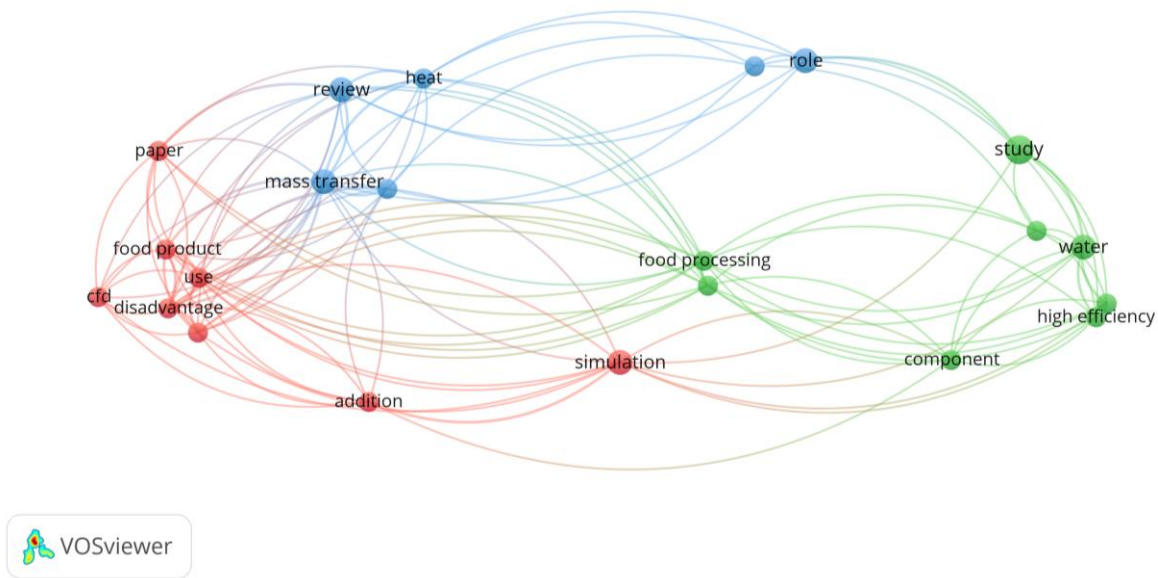 role
heat
review
paper
study
mass transfer
food product
water
food processing
use
cfd
disadvantage
high efficiency
component
simulation
addition
VOSviewer